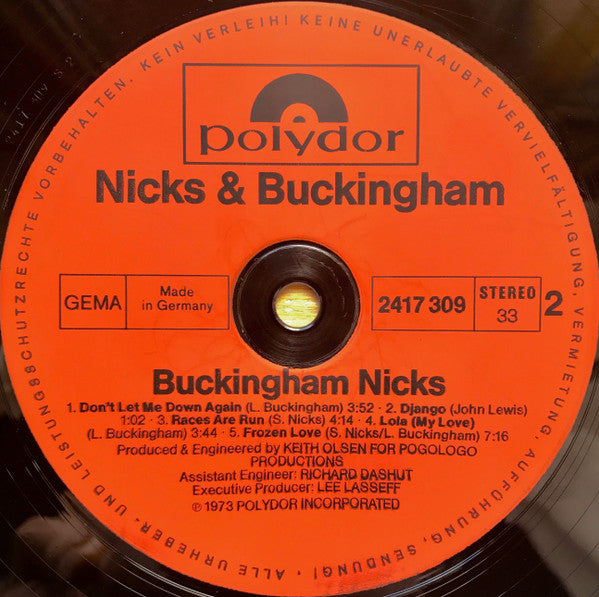 ALLE URHEBER- UND LEISTUNGSSCHUTZRECHTE VORBEHALTEN. KEIN VERLEIH! KEINE UNERLAUBTE VERVIELFÄLTIGUNG, VERMIETUNG, AUFFÜHRUNG, SENDUNG! -
2417 309 S 2
polydor
Nicks & Buckingham
GEMA
Made
in Germany
2417 309
STEREO
33
2
Buckingham Nicks
1. Don't Let Me Down Again (L. Buckingham) 3:52 · 2. Django (John Lewis)
1:02 · 3. Races Are Run (S. Nicks) 4:14 · 4. Lola (My Love)
(L. Buckingham) 3:44 · 5. Frozen Love (S. Nicks/L. Buckingham) 7:16
Produced & Engineered by KEITH OLSEN FOR POGOLOGO
PRODUCTIONS
Assistant Engineer: RICHARD DASHUT
Executive Producer: LEE LASSEFF
℗ 1973 POLYDOR INCORPORATED